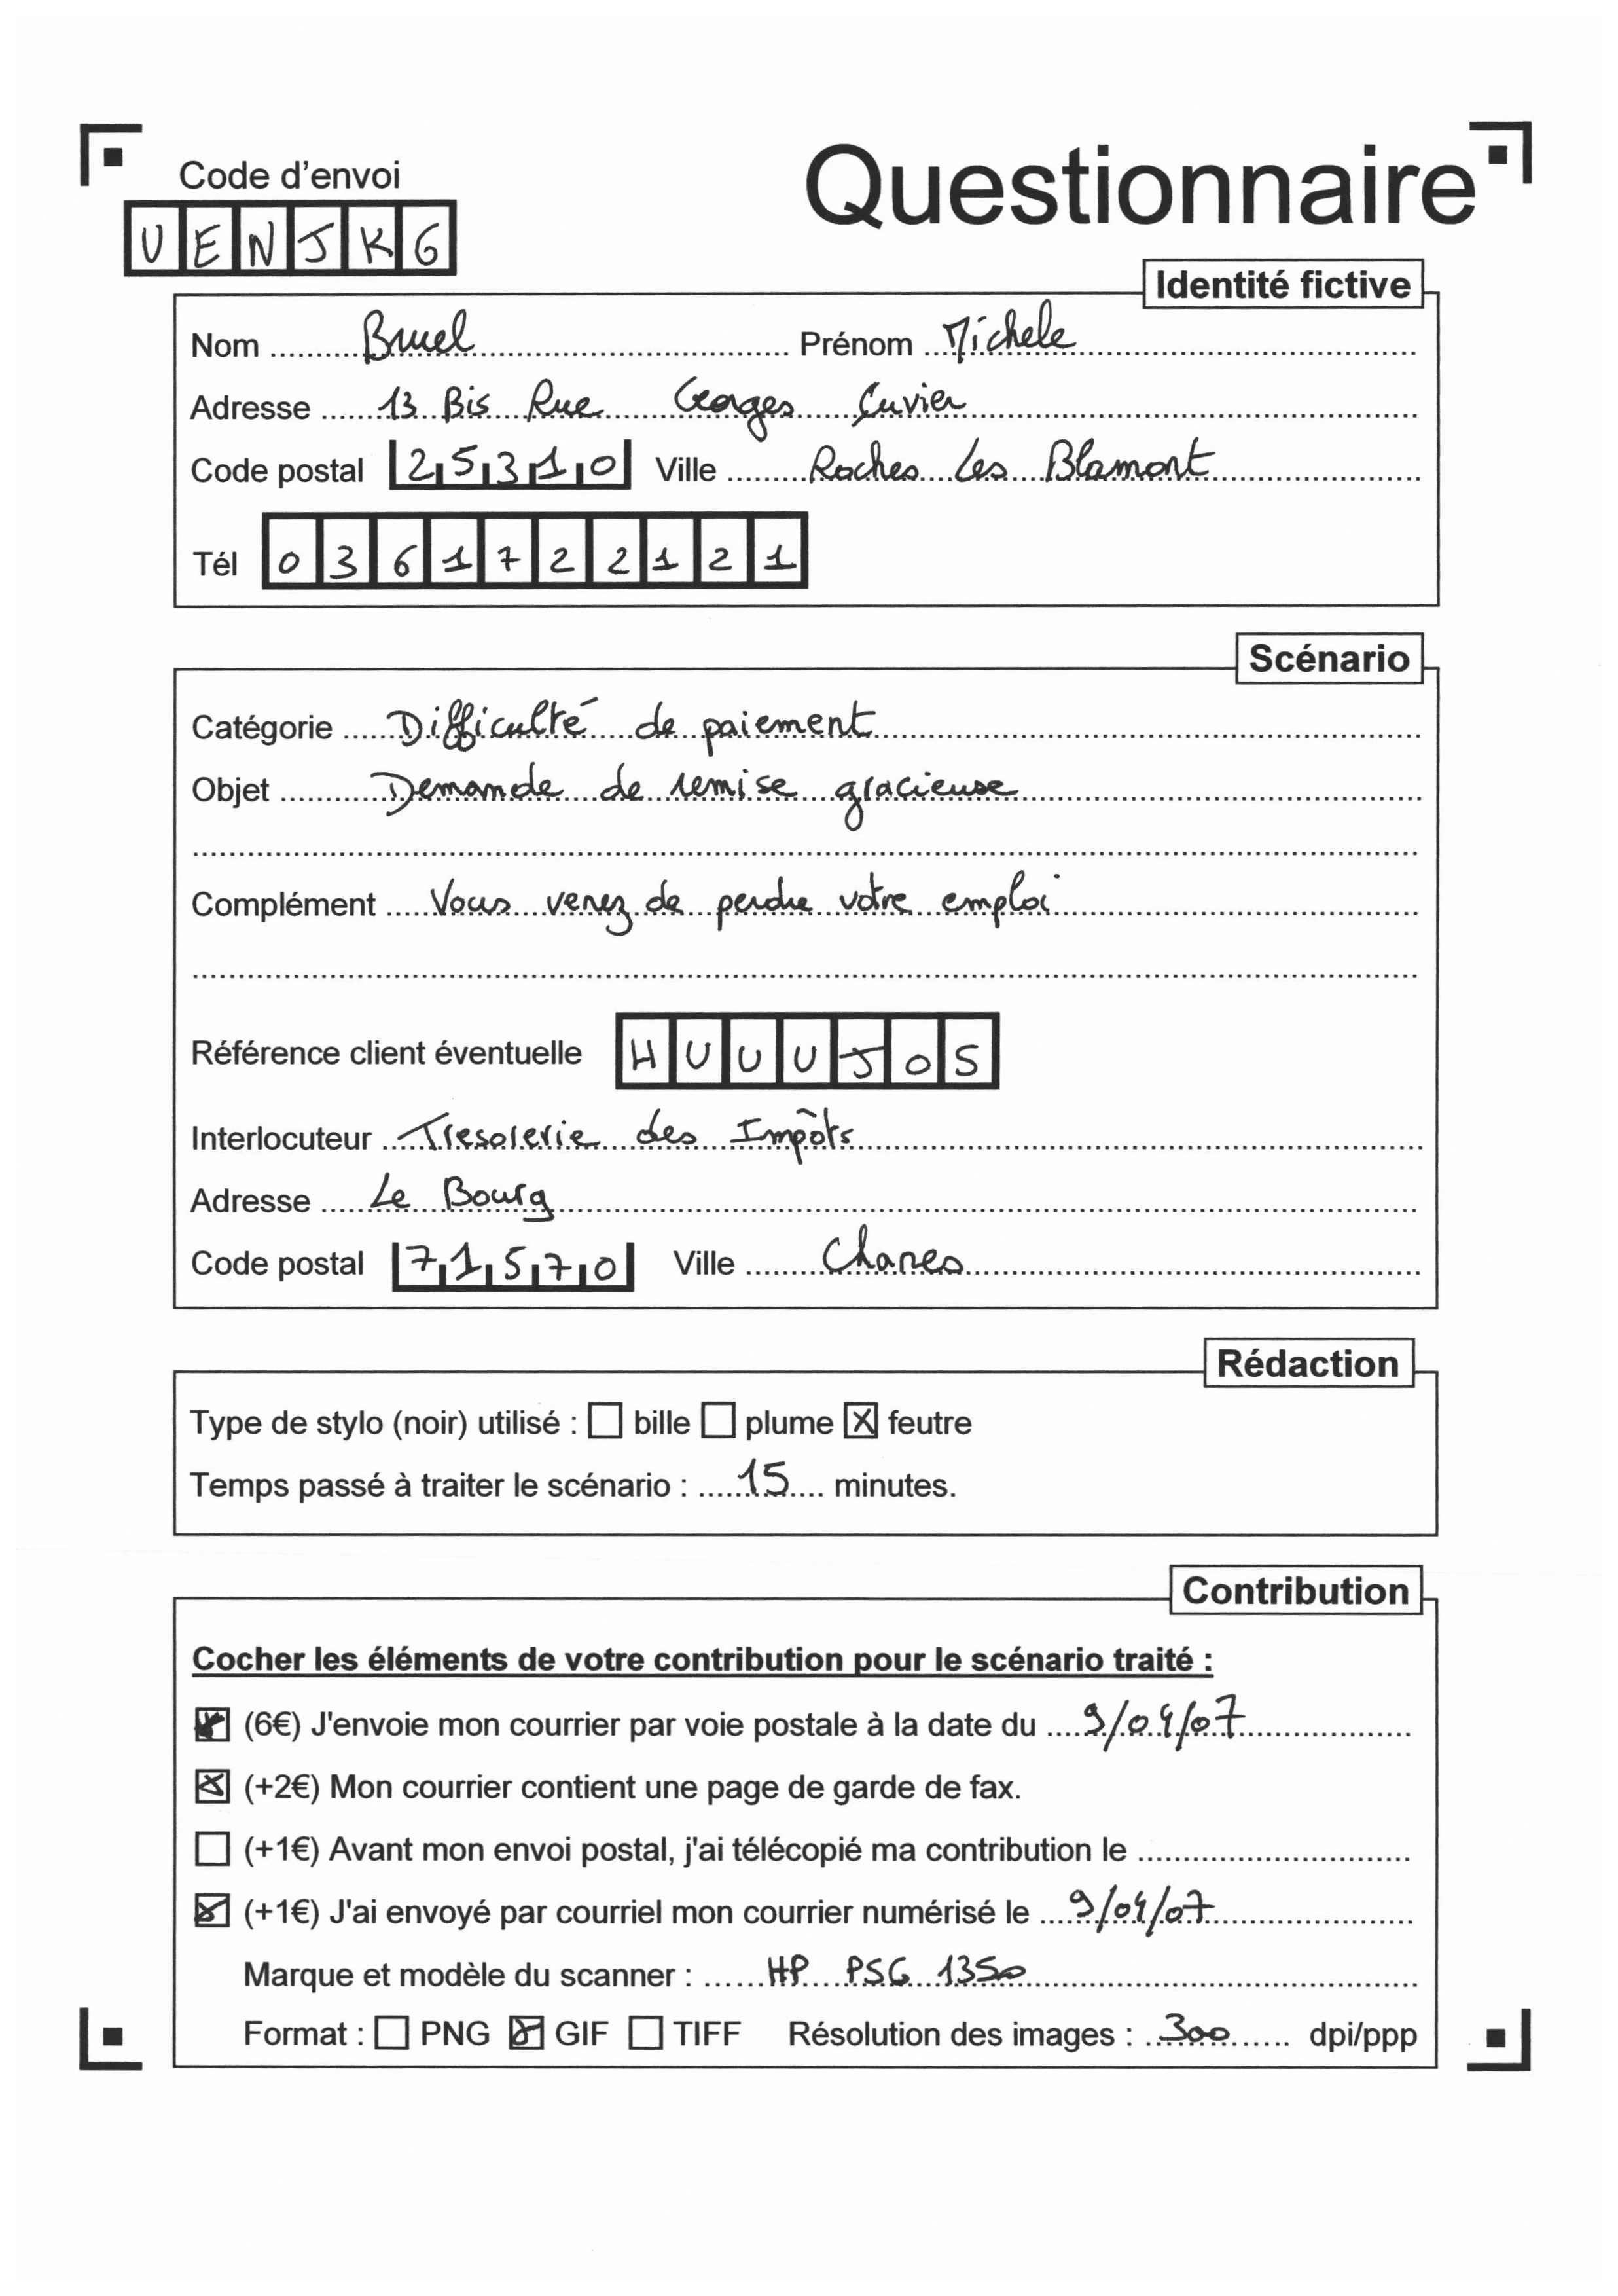 Code d'envoi
Questionnaire
UENJKG
Identité fictive
Nom Bruel Prénom Michele
Adresse 13 Bis Rue Georges Cuvier
Code postal 25310 Ville Roches Les Blamont
Tél 0361722121
Scénario
Catégorie Difficulté de paiement
Objet Demande de remise gracieuse
Complément Vous venez de perdre votre emploi
Référence client éventuelle HUUUJOS
Interlocuteur Tresorerie des Impôts
Adresse Le Bourg
Code postal 71570 Ville Chanes
Rédaction
Type de stylo (noir) utilisé : ☐ bille ☐ plume ☒ feutre
Temps passé à traiter le scénario : 15 minutes.
Contribution
Cocher les éléments de votre contribution pour le scénario traité :
☒ (6€) J'envoie mon courrier par voie postale à la date du 9/04/07
☒ (+2€) Mon courrier contient une page de garde de fax.
☐ (+1€) Avant mon envoi postal, j'ai télécopié ma contribution le
☒ (+1€) J'ai envoyé par courriel mon courrier numérisé le 9/04/07
Marque et modèle du scanner : HP PSG 1350
Format : ☐ PNG ☒ GIF ☐ TIFF Résolution des images : 300 dpi/ppp